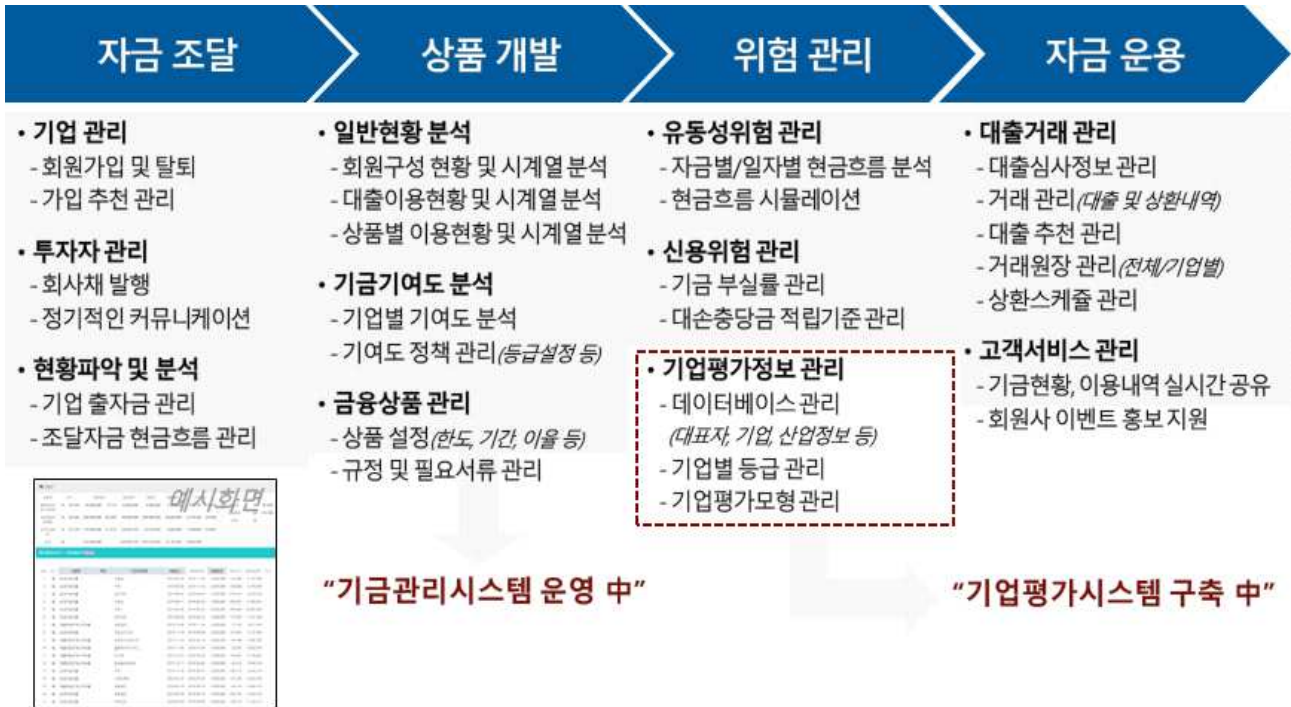 자금 조달
상품 개발
위험 관리
자금 운용
• 기업 관리
- 회원가입 및 탈퇴
- 가입 추천 관리
• 투자자 관리
- 회사채 발행
- 정기적인 커뮤니케이션
• 현황파악 및 분석
- 기업 출자금 관리
- 조달자금 현금흐름 관리
예시화면
• 일반현황 분석
- 회원구성 현황 및 시계열 분석
- 대출이용현황 및 시계열 분석
- 상품별 이용현황 및 시계열 분석
• 기금기여도 분석
- 기업별 기여도 분석
- 기여도 정책 관리(등급설정 등)
• 금융상품 관리
- 상품 설정(한도, 기간, 이율 등)
- 규정 및 필요서류 관리
"기금관리시스템 운영 中"
• 유동성위험 관리
- 자금별/일자별 현금흐름 분석
- 현금흐름 시뮬레이션
• 신용위험 관리
- 기금 부실률 관리
- 대손충당금 적립기준 관리
• 기업평가정보 관리
- 데이터베이스 관리
(대표자, 기업, 산업정보 등)
- 기업별 등급 관리
- 기업평가모형 관리
• 대출거래 관리
- 대출심사정보 관리
- 거래 관리(대출 및 상환내역)
- 대출 추천 관리
- 거래원장 관리(전체/기업별)
- 상환스케쥴 관리
• 고객서비스 관리
- 기금현황, 이용내역 실시간 공유
- 회원사 이벤트 홍보 지원
"기업평가시스템 구축 中"